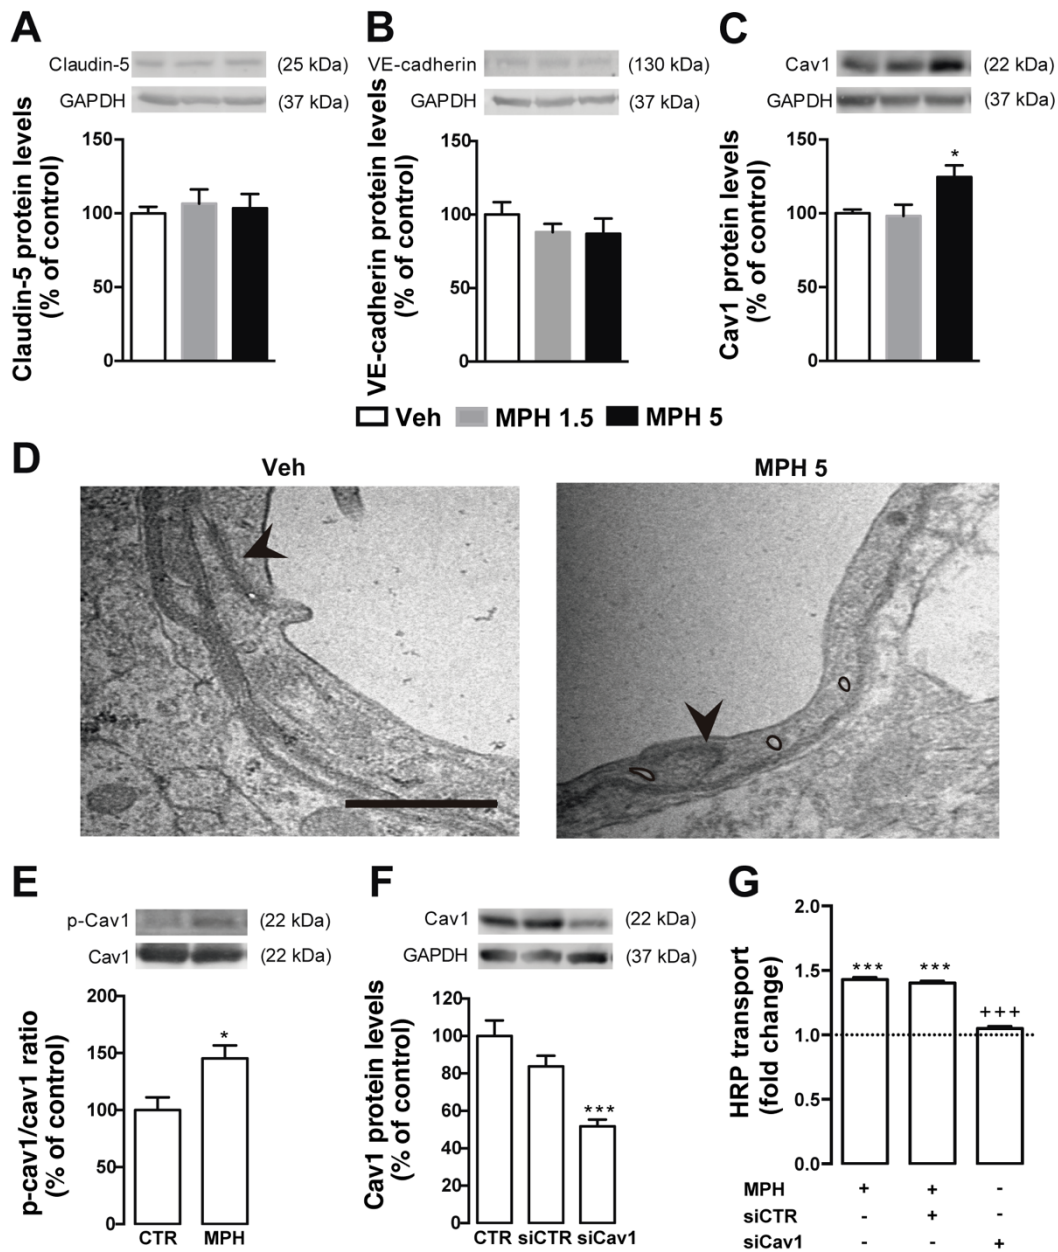 A
Claudin-5 (25 kDa)
GAPDH (37 kDa)
Claudin-5 protein levels
(% of control)
150
100
50
0
B
VE-cadherin (130 kDa)
GAPDH (37 kDa)
VE-cadherin protein levels
(% of control)
150
100
50
0
C
Cav1 (22 kDa)
GAPDH (37 kDa)
Cav1 protein levels
(% of control)
150
100
50
0
*
Veh MPH 1.5 MPH 5
D
Veh
MPH 5
E
p-Cav1 (22 kDa)
Cav1 (22 kDa)
p-cav1/cav1 ratio
(% of control)
200
150
100
50
0
*
CTR MPH
F
Cav1 (22 kDa)
GAPDH (37 kDa)
Cav1 protein levels
(% of control)
120
100
80
60
40
20
0
***
CTR siCTR siCav1
G
HRP transport
(fold change)
2.0
1.5
1.0
0.5
0.0
*** *** +++
MPH + + -
siCTR - + -
siCav1 - - +